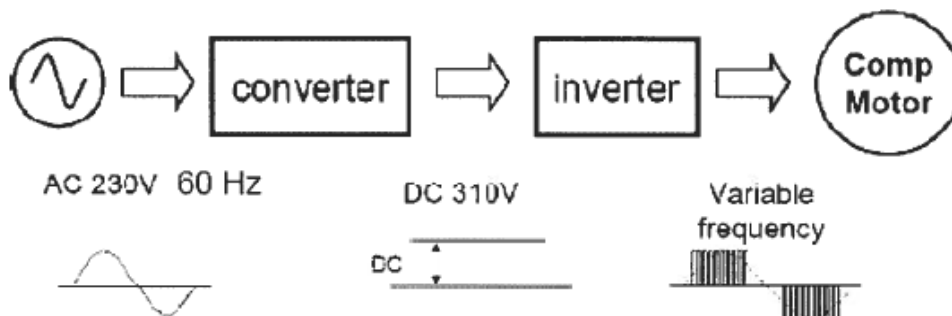 converter
inverter
Comp
Motor
AC 230V 60 Hz
DC 310V
Variable
frequency
DC